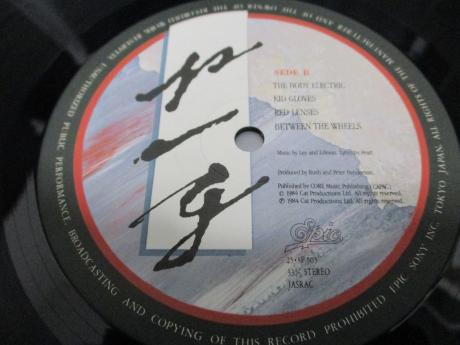 SIDE B
THE BODY ELECTRIC
KID GLOVES
RED LENSES
BETWEEN THE WHEELS
Music by Lee and Lifeson. Lyrics by Peart.
Produced by Rush and Peter Henderson.
Published by CORE Music Publishing (CAPAC)
© 1984 Cat Productions Ltd. All rights reserved.
℗ 1984 Cat Productions Ltd. All rights reserved.
Epic
33⅓ STEREO
JASRAC
ALL RIGHTS OF THE MANUFACTURER AND OF THE OWNER OF THE RECORDED WORK RESERVED. UNAUTHORIZED PUBLIC PERFORMANCE, BROADCASTING AND COPYING OF THIS RECORD PROHIBITED EPIC SONY INC. TOKYO JAPAN.